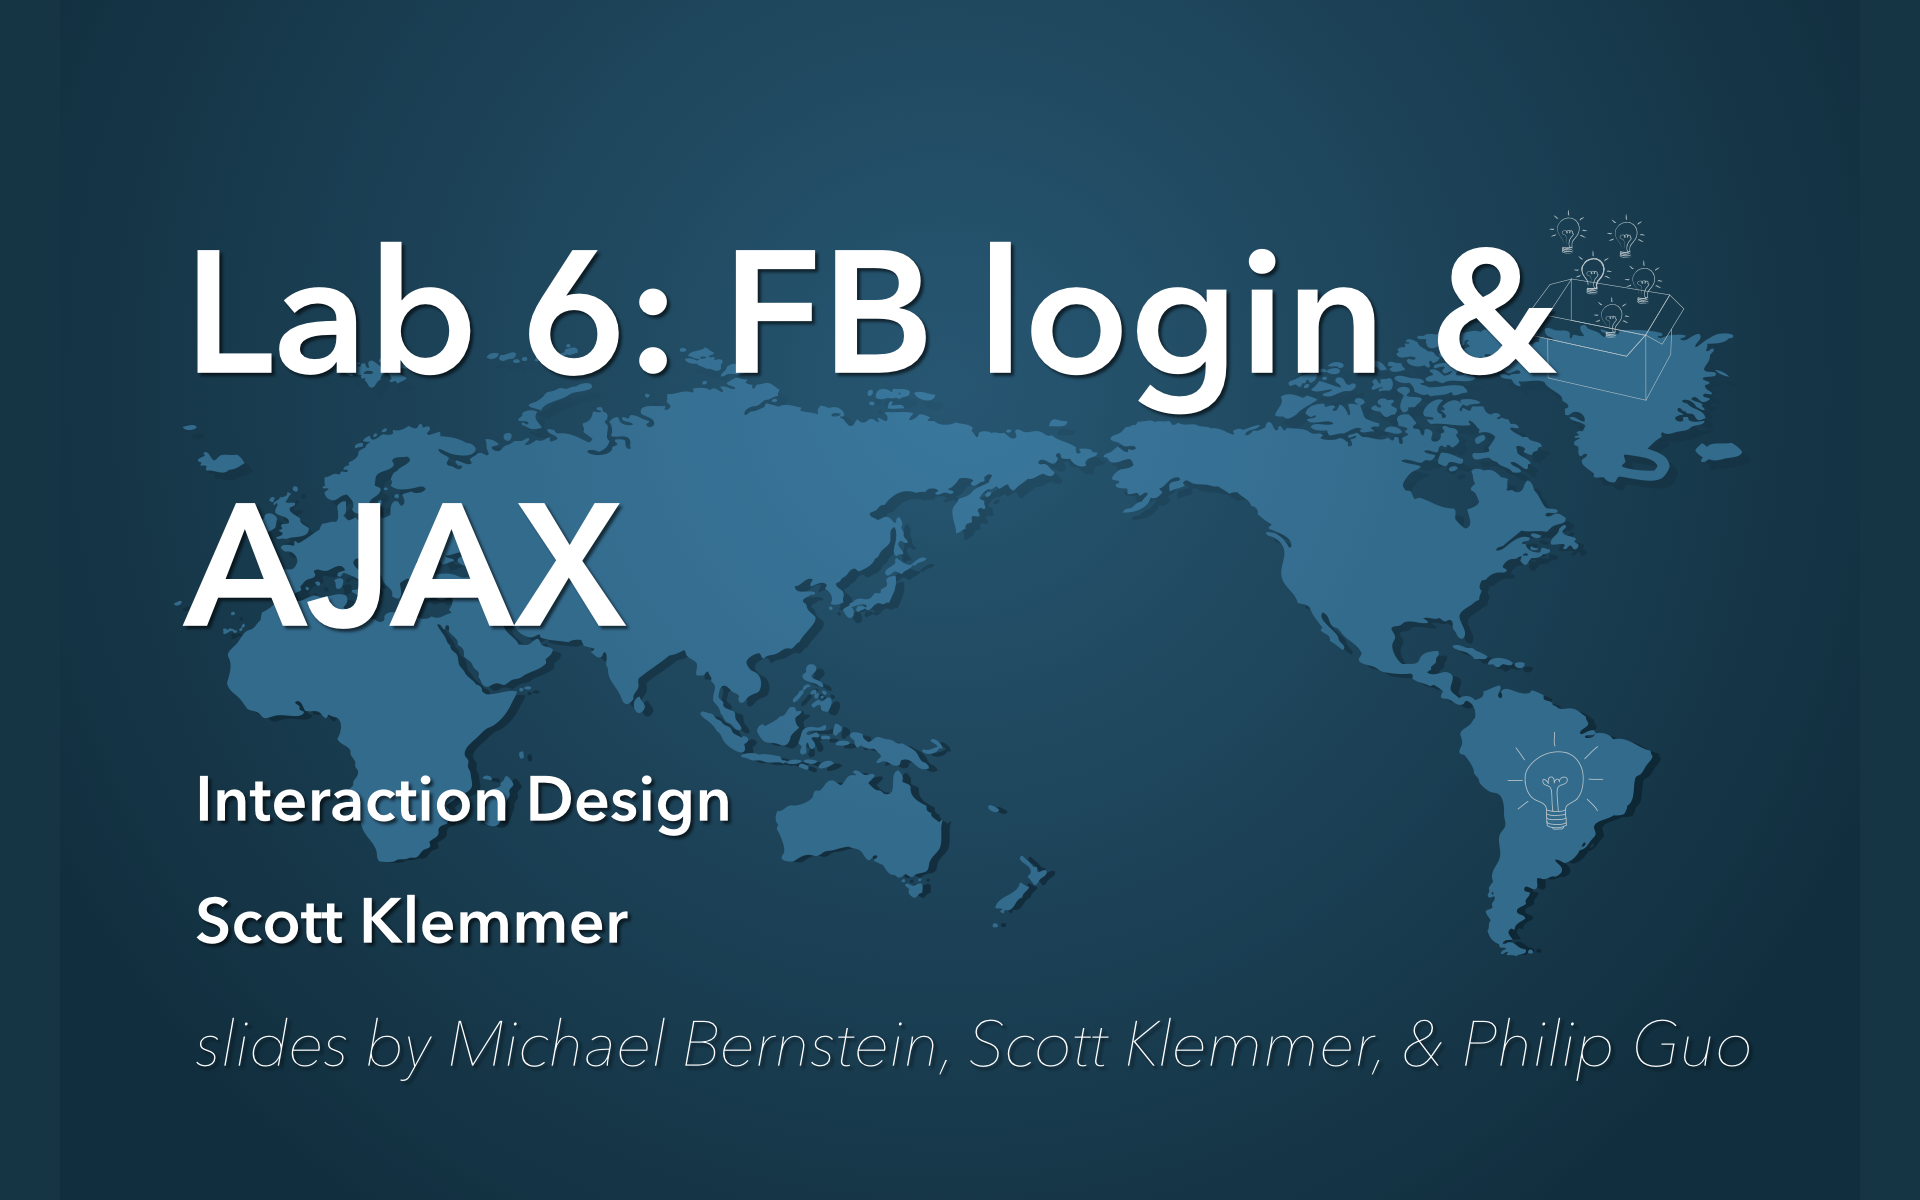 Lab 6: FB login &
AJAX
Interaction Design
Scott Klemmer
slides by Michael Bernstein, Scott Klemmer, & Philip Guo